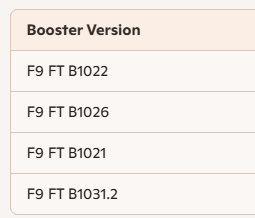 Booster Version
F9 FT B1022
F9 FT B1026
F9 FT B1021
F9 FT B1031.2